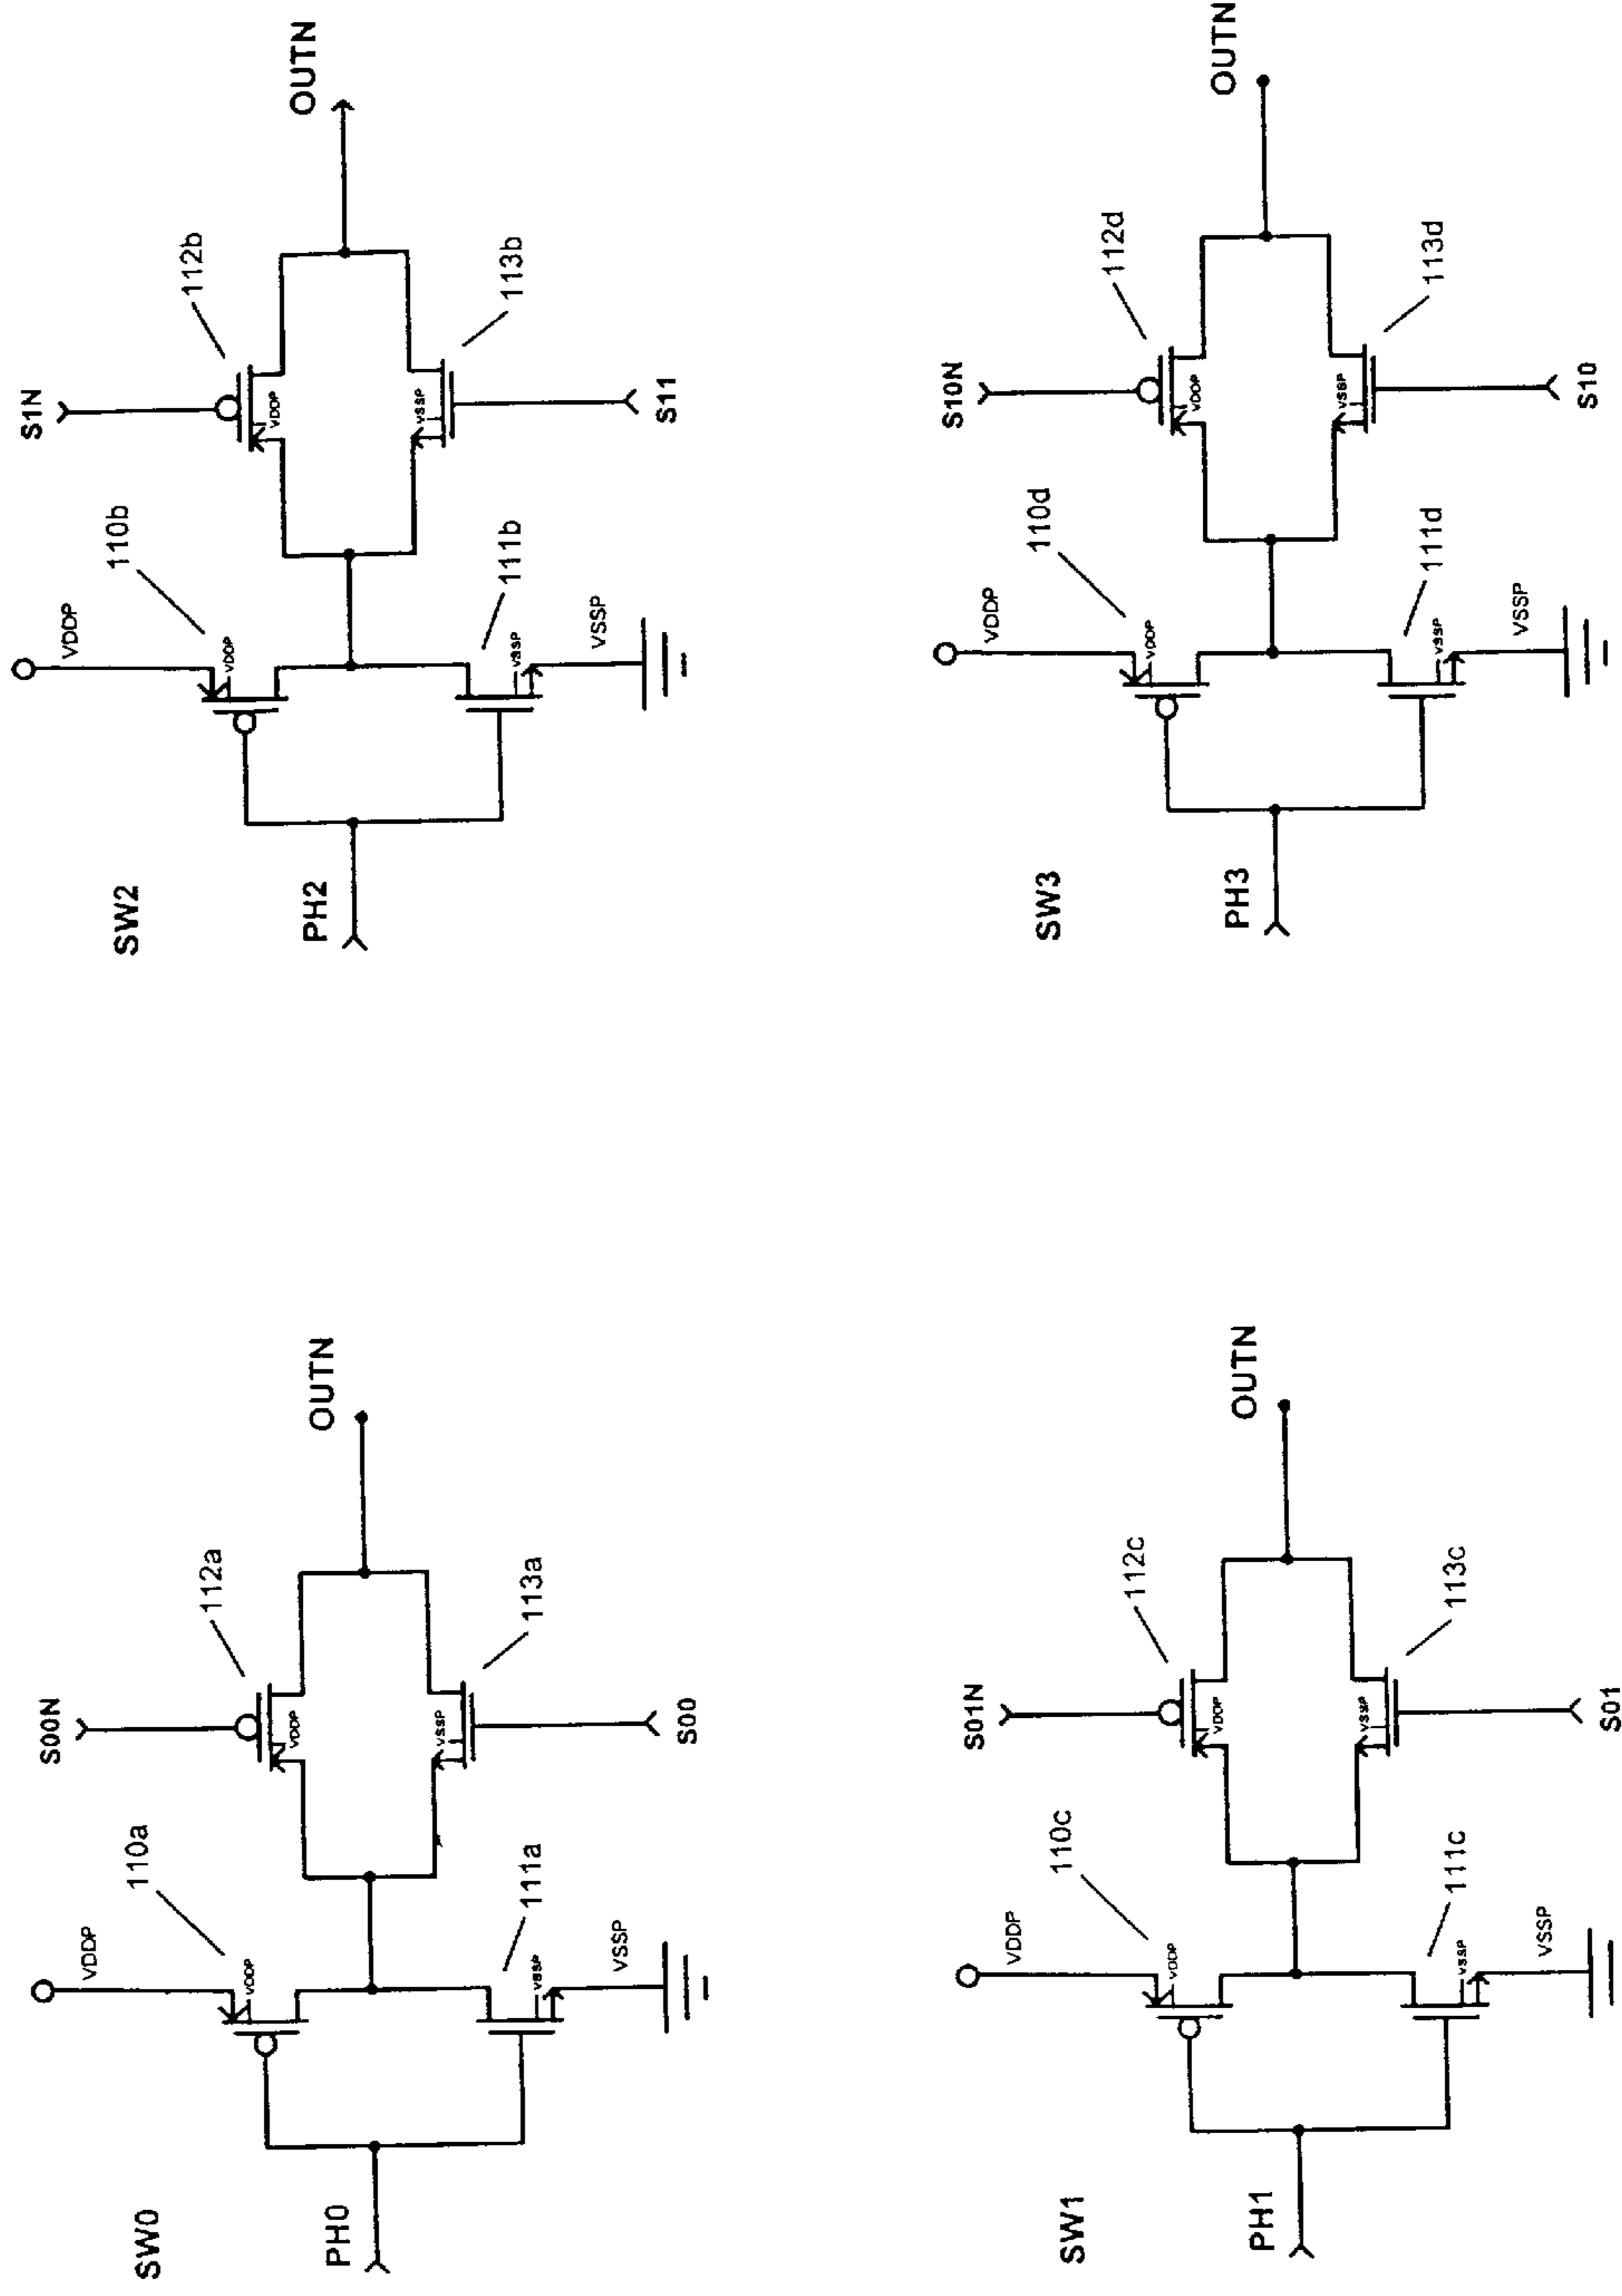 SW0
PH0
VDDP
110a
VDDP
111a
VSSP
VSSP
S00N
112a
VDDP
VSSP
113a
S00
OUTN
SW2
PH2
VDDP
110b
VDDP
111b
VSSP
VSSP
S1N
112b
VDDP
VSSP
113b
S11
OUTN
SW1
PH1
VDDP
110c
VDDP
111c
VSSP
VSSP
S01N
112c
VDDP
VSSP
113c
S01
OUTN
SW3
PH3
VDDP
110d
VDDP
111d
VSSP
VSSP
S10N
112d
VDDP
VSSP
113d
S10
OUTN